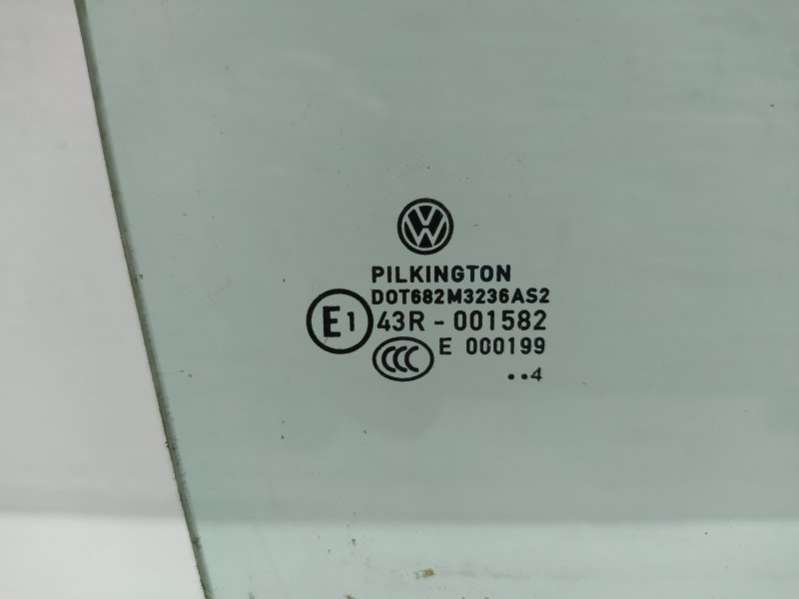 PILKINGTON
DOT682M3236AS2
E1 43R - 001582
CCC E 000199
..4